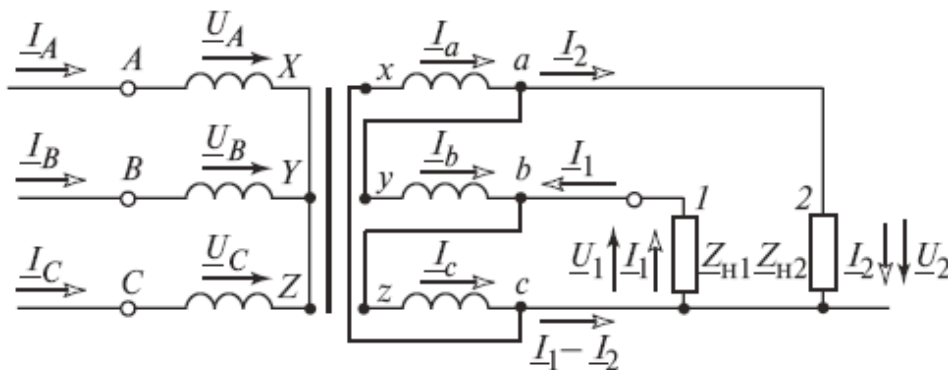 I_A A U_A X x I_a a I_2
I_B B U_B Y y I_b b I_1
1 2
U_1 I_1 Z_н1 Z_н2 I_2 U_2
I_C C U_C Z z I_c c
I_1 − I_2